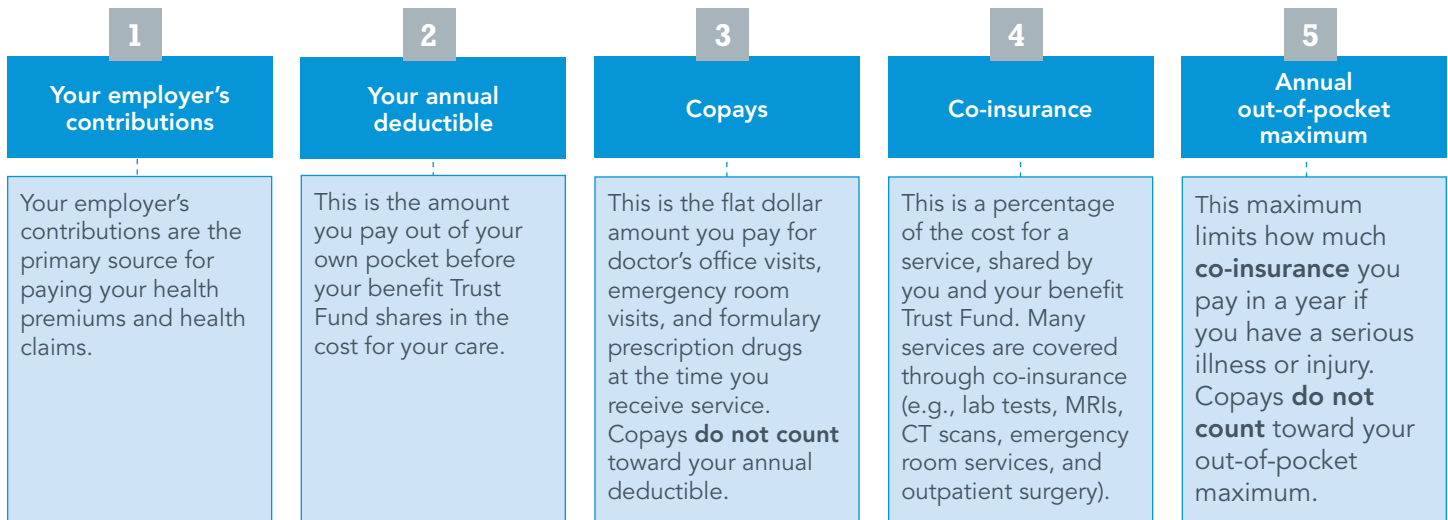 1
Your employer's
contributions
Your employer's
contributions are the
primary source for
paying your health
premiums and health
claims.
2
Your annual
deductible
This is the amount
you pay out of your
own pocket before
your benefit Trust
Fund shares in the
cost for your care.
3
Copays
This is the flat dollar
amount you pay for
doctor's office visits,
emergency room
visits, and formulary
prescription drugs
at the time you
receive service.
Copays do not count
toward your annual
deductible.
4
Co-insurance
This is a percentage
of the cost for a
service, shared by
you and your benefit
Trust Fund. Many
services are covered
through co-insurance
(e.g., lab tests, MRIs,
CT scans, emergency
room services, and
outpatient surgery).
5
Annual
out-of-pocket
maximum
This maximum
limits how much
co-insurance you
pay in a year if
you have a serious
illness or injury.
Copays do not
count toward your
out-of-pocket
maximum.